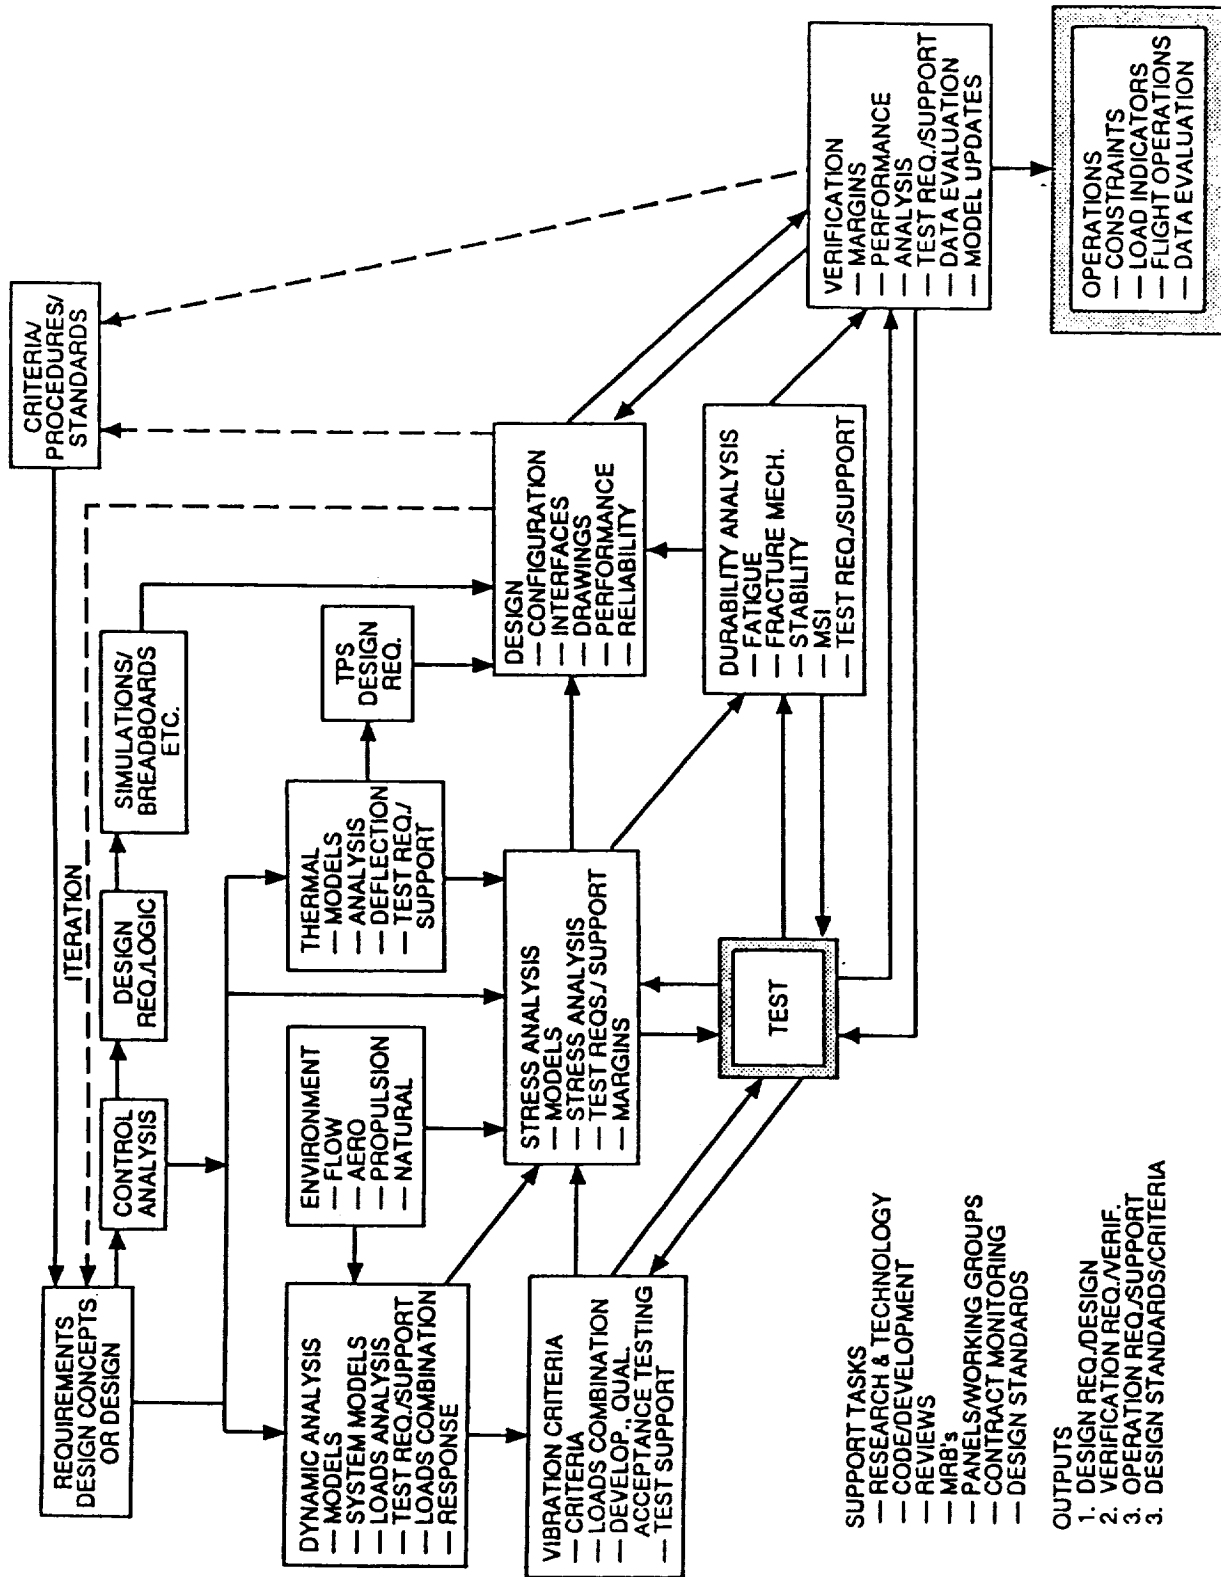 REQUIREMENTS
DESIGN CONCEPTS
OR DESIGN
CONTROL
ANALYSIS
DESIGN
REQ./LOGIC
SIMULATIONS/
BREADBOARDS
ETC.
CRITERIA/
PROCEDURES/
STANDARDS
ITERATION
DYNAMIC ANALYSIS
— MODELS
— SYSTEM MODELS
— LOADS ANALYSIS
— TEST REQ./SUPPORT
— LOADS COMBINATION
— RESPONSE
ENVIRONMENT
— FLOW
— AERO
— PROPULSION
— NATURAL
THERMAL
— MODELS
— ANALYSIS
— DEFLECTION
— TEST REQ./
SUPPORT
TPS
DESIGN
REQ.
VIBRATION CRITERIA
— CRITERIA
— LOADS COMBINATION
— DEVELOP., QUAL.
ACCEPTANCE TESTING
— TEST SUPPORT
STRESS ANALYSIS
— MODELS
— STRESS ANALYSIS
— TEST REQS./ SUPPORT
— MARGINS
DESIGN
— CONFIGURATION
— INTERFACES
— DRAWINGS
— PERFORMANCE
— RELIABILITY
TEST
DURABILITY ANALYSIS
— FATIGUE
— FRACTURE MECH.
— STABILITY
— MSI
— TEST REQ./SUPPORT
VERIFICATION
— MARGINS
— PERFORMANCE
— ANALYSIS
— TEST REQ./SUPPORT
— DATA EVALUATION
— MODEL UPDATES
OPERATIONS
— CONSTRAINTS
— LOAD INDICATORS
— FLIGHT OPERATIONS
— DATA EVALUATION
SUPPORT TASKS
— RESEARCH & TECHNOLOGY
— CODE/DEVELOPMENT
— REVIEWS
— MRB's
— PANELS/WORKING GROUPS
— CONTRACT MONITORING
— DESIGN STANDARDS
OUTPUTS
1. DESIGN REQ./DESIGN
2. VERIFICATION REQ./VERIF.
3. OPERATION REQ./SUPPORT
3. DESIGN STANDARDS/CRITERIA